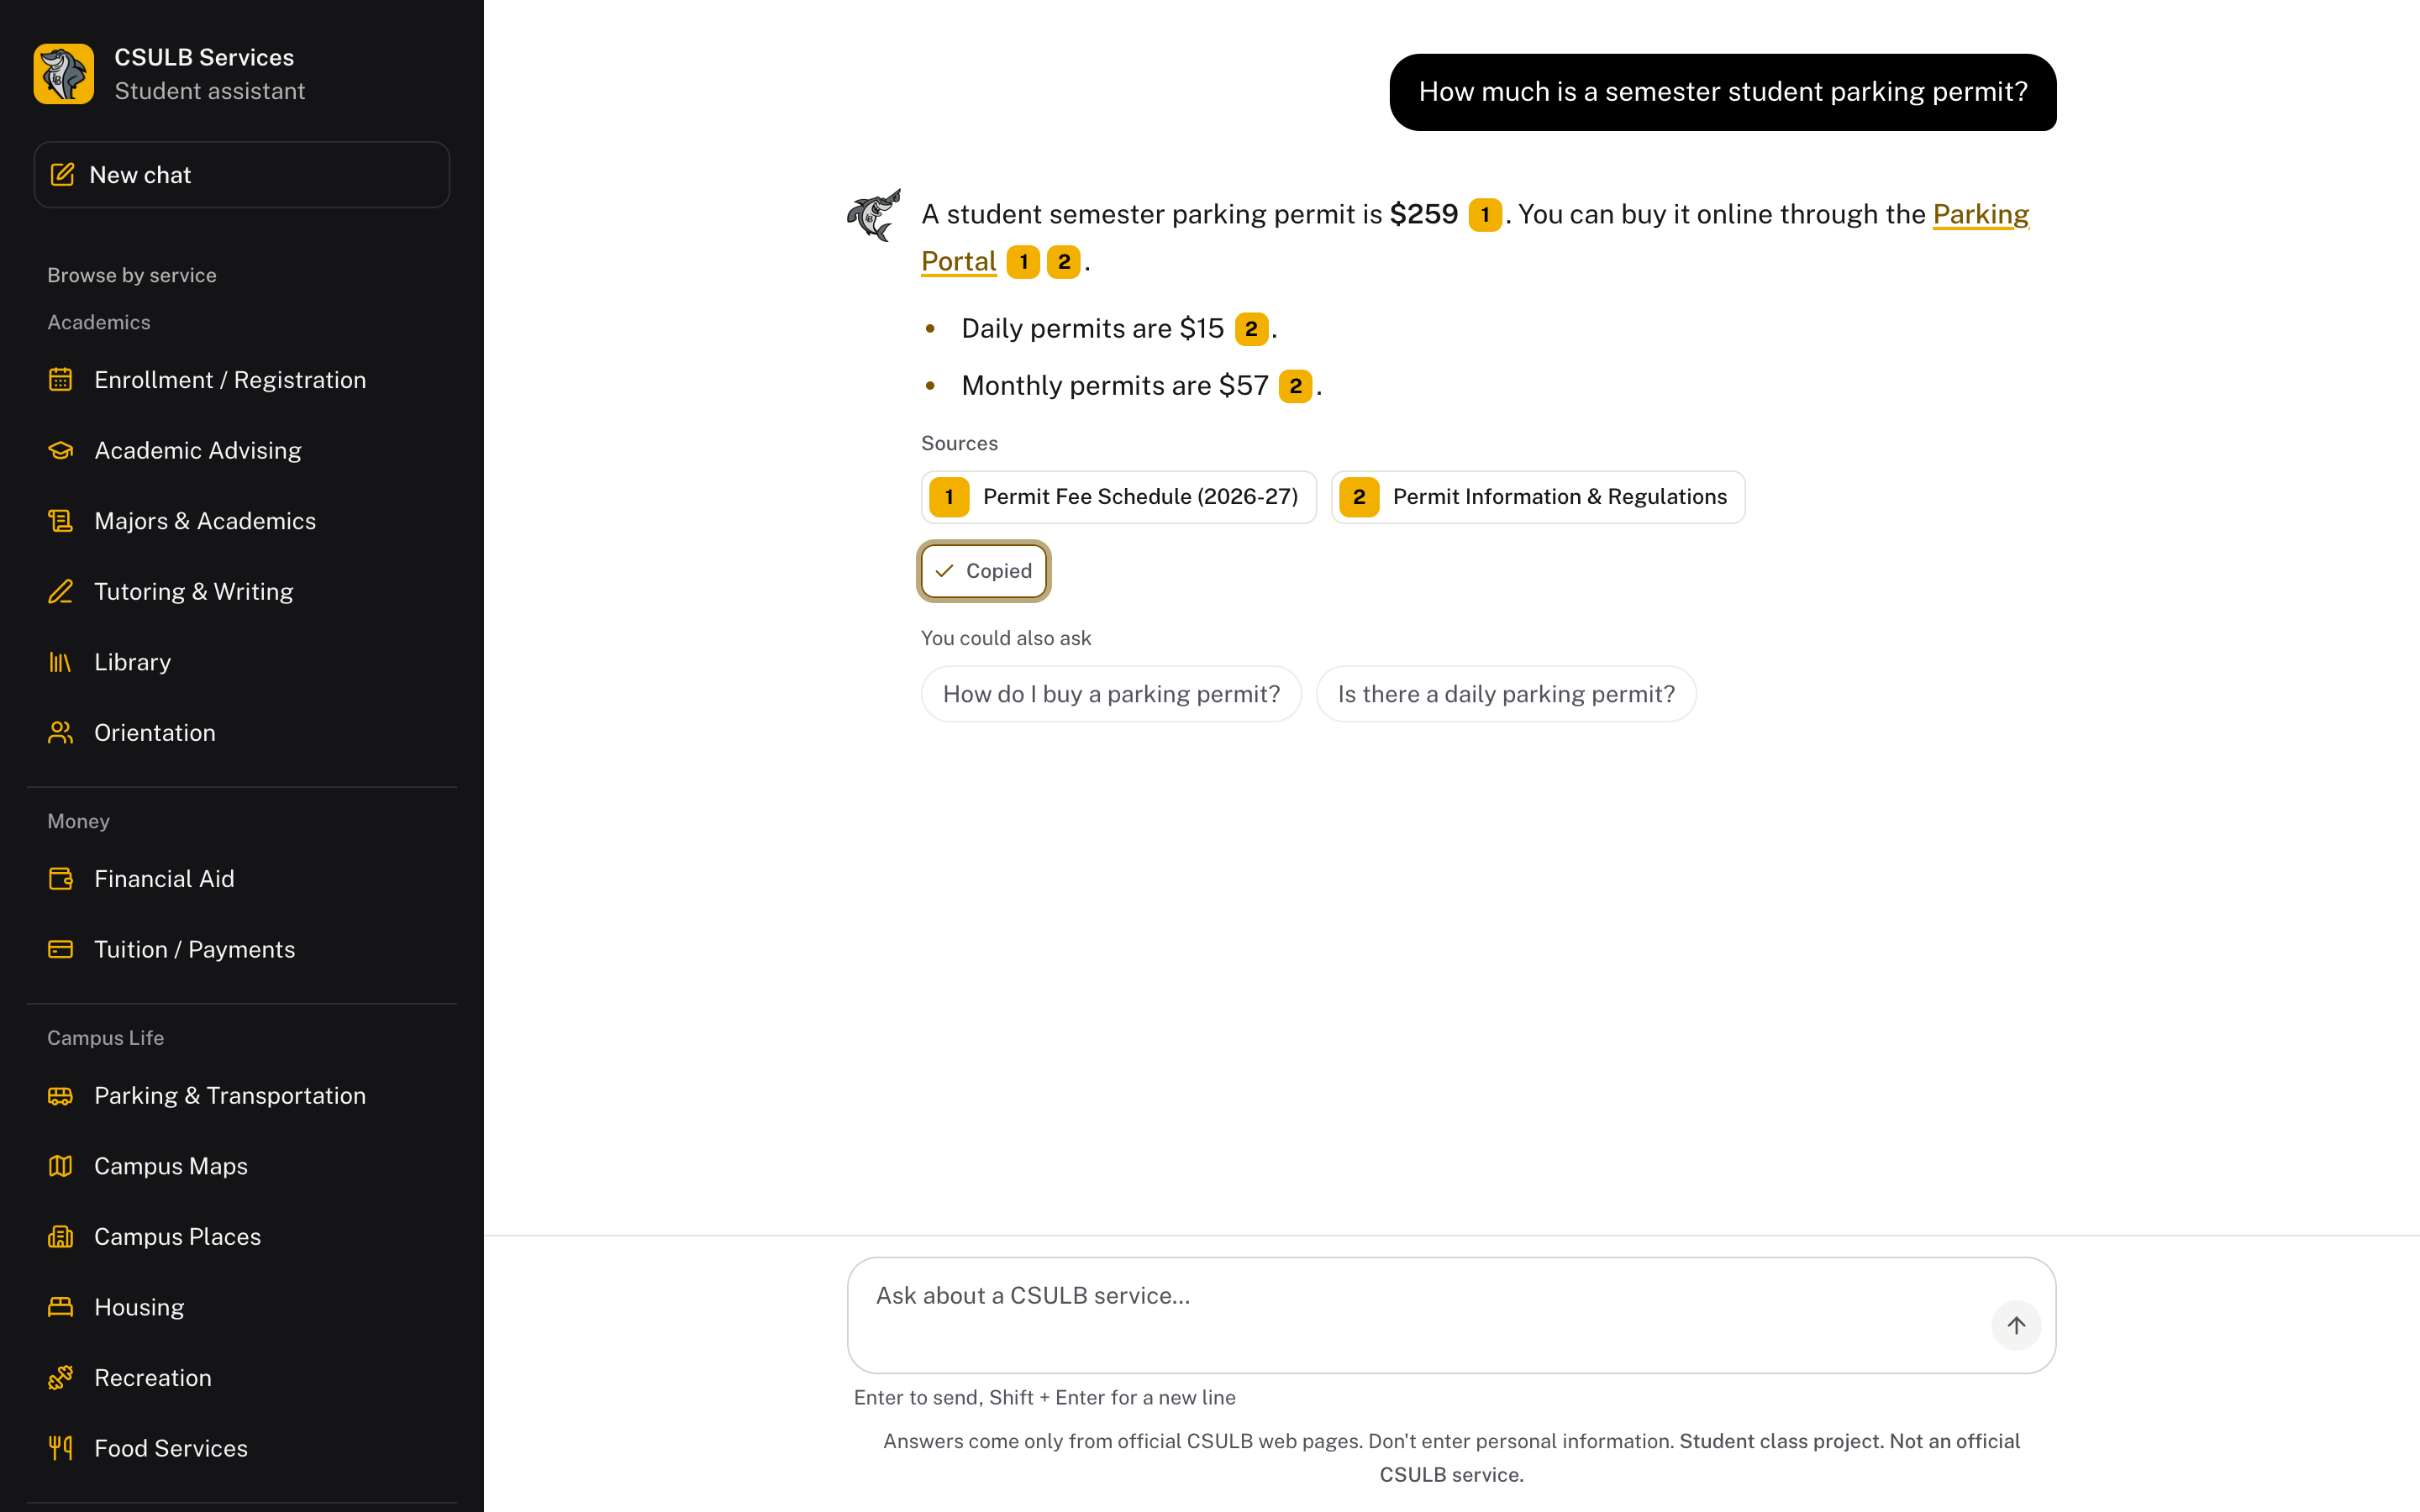 CSULB Services
Student assistant
New chat
Browse by service
Academics
Enrollment / Registration
Academic Advising
Majors & Academics
Tutoring & Writing
Library
Orientation
Money
Financial Aid
Tuition / Payments
Campus Life
Parking & Transportation
Campus Maps
Campus Places
Housing
Recreation
Food Services
How much is a semester student parking permit?
A student semester parking permit is $259 1. You can buy it online through the Parking
Portal 1 2.
• Daily permits are $15 2.
• Monthly permits are $57 2.
Sources
1 Permit Fee Schedule (2026-27) 2 Permit Information & Regulations
Copied
You could also ask
How do I buy a parking permit? Is there a daily parking permit?
Ask about a CSULB service...
Enter to send, Shift + Enter for a new line
Answers come only from official CSULB web pages. Don't enter personal information. Student class project. Not an official
CSULB service.